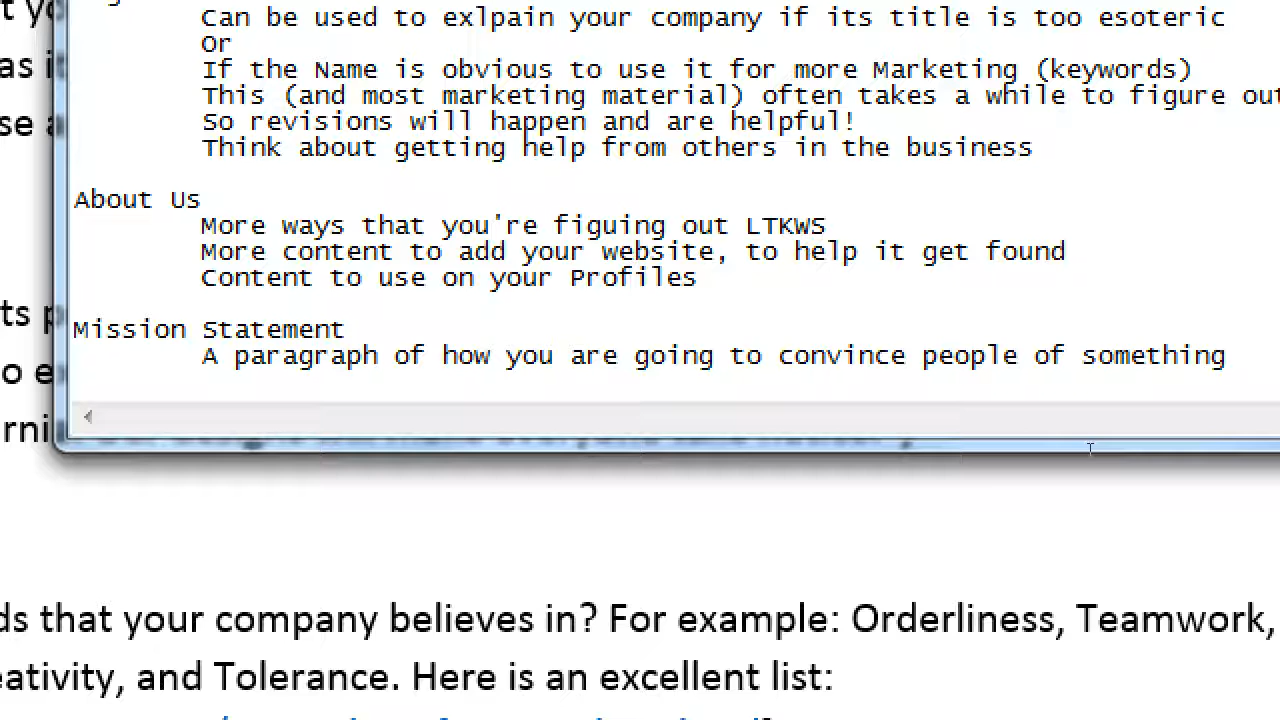 Can be used to exlpain your company if its title is too esoteric
Or
If the Name is obvious to use it for more Marketing (keywords)
This (and most marketing material) often takes a while to figure out
So revisions will happen and are helpful!
Think about getting help from others in the business
About Us
More ways that you're figuing out LTKWS
More content to add your website, to help it get found
Content to use on your Profiles
Mission Statement
A paragraph of how you are going to convince people of something
ds that your company believes in? For example: Orderliness, Teamwork,
eativity, and Tolerance. Here is an excellent list: